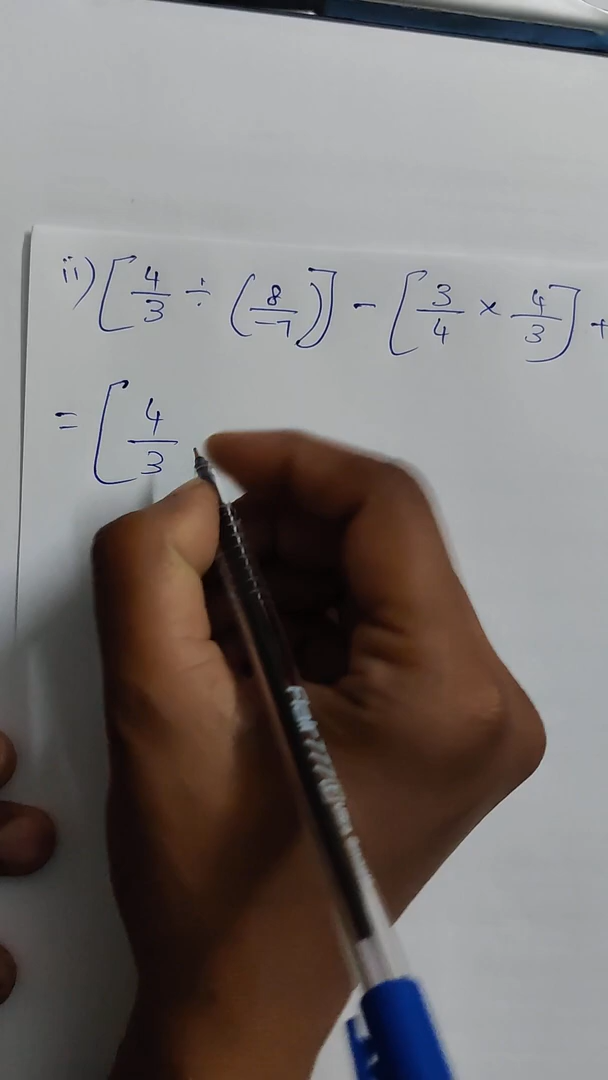 ii) [4/3 ÷ (8/-7)] - [3/4 × 4/3] +
= [4/3